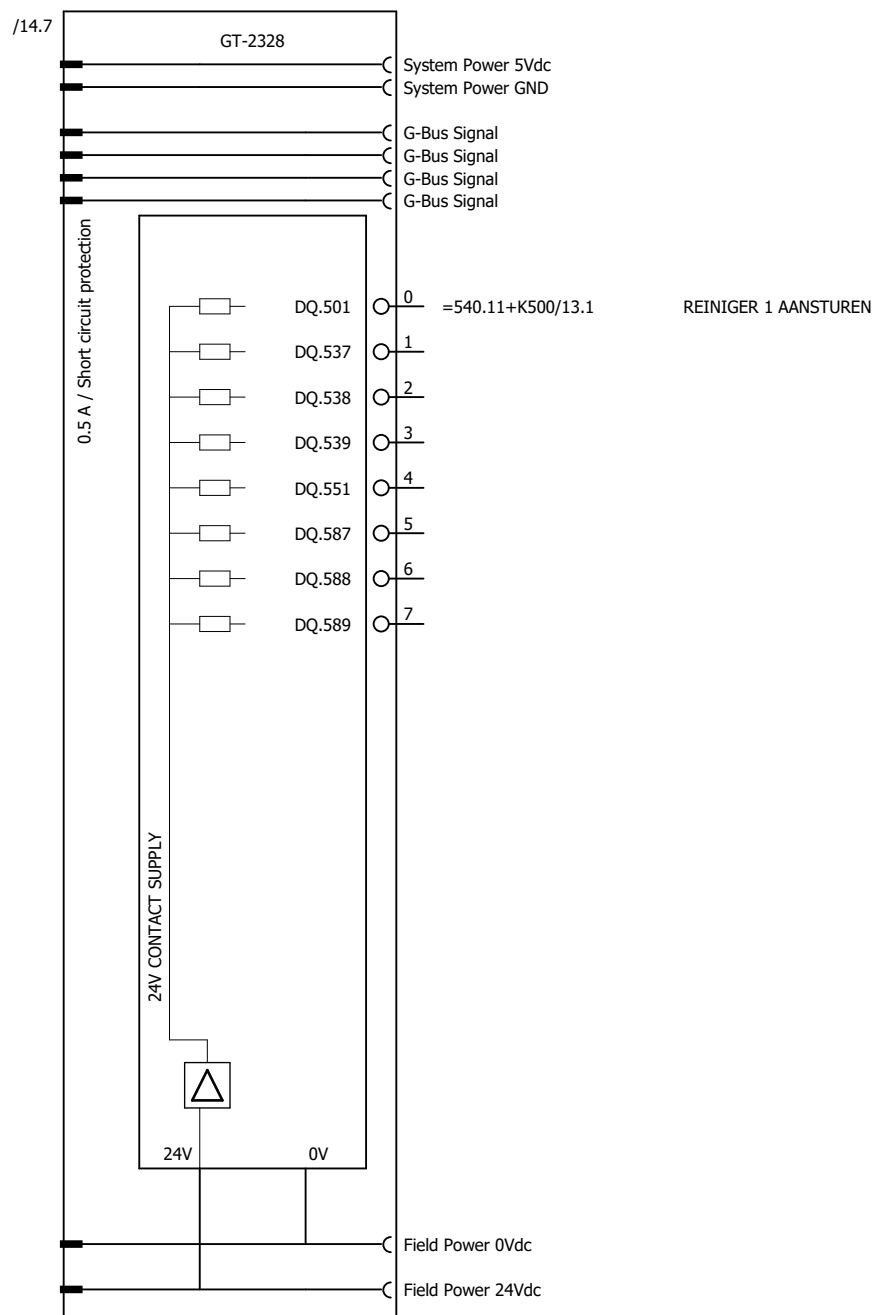 /14.7
GT-2328
System Power 5Vdc
System Power GND
G-Bus Signal
G-Bus Signal
G-Bus Signal
G-Bus Signal
0.5 A / Short circuit protection
DQ.501 0 =540.11+K500/13.1 REINIGER 1 AANSTUREN
DQ.537 1
DQ.538 2
DQ.539 3
DQ.551 4
DQ.587 5
DQ.588 6
DQ.589 7
24V CONTACT SUPPLY
24V 0V
Field Power 0Vdc
Field Power 24Vdc